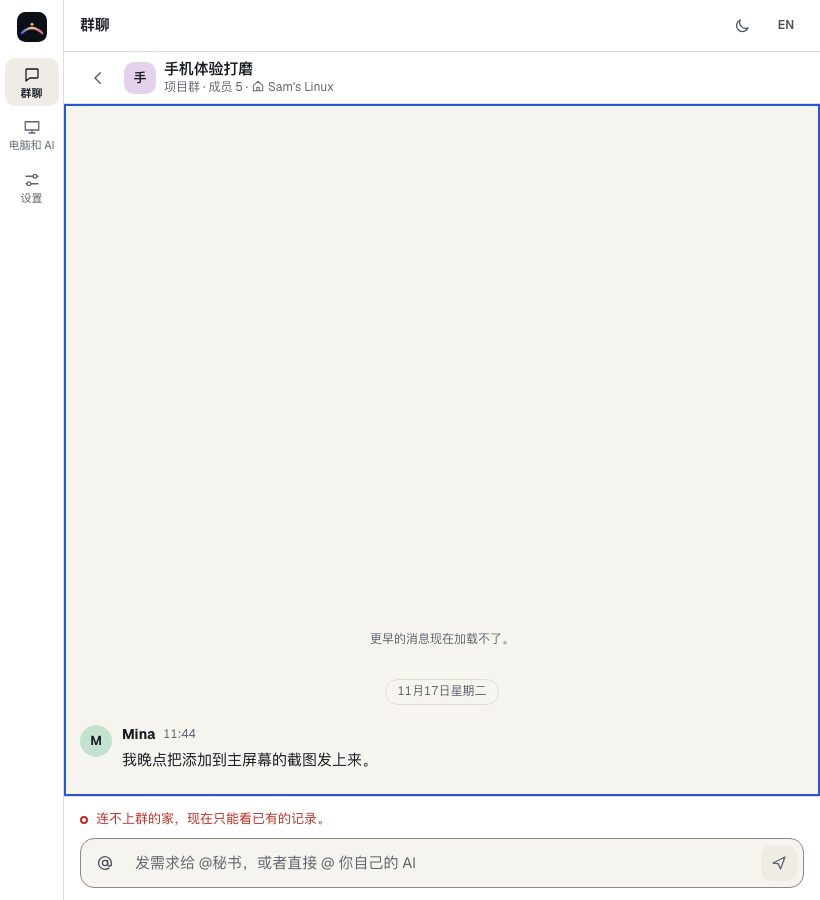 群聊
EN
群聊
电脑和 AI
设置
手
手机体验打磨
项目群 · 成员 5 · Sam's Linux
更早的消息现在加载不了。
11月17日星期二
M
Mina 11:44
我晚点把添加到主屏幕的截图发上来。
连不上群的家，现在只能看已有的记录。
@ 发需求给 @秘书，或者直接 @ 你自己的 AI